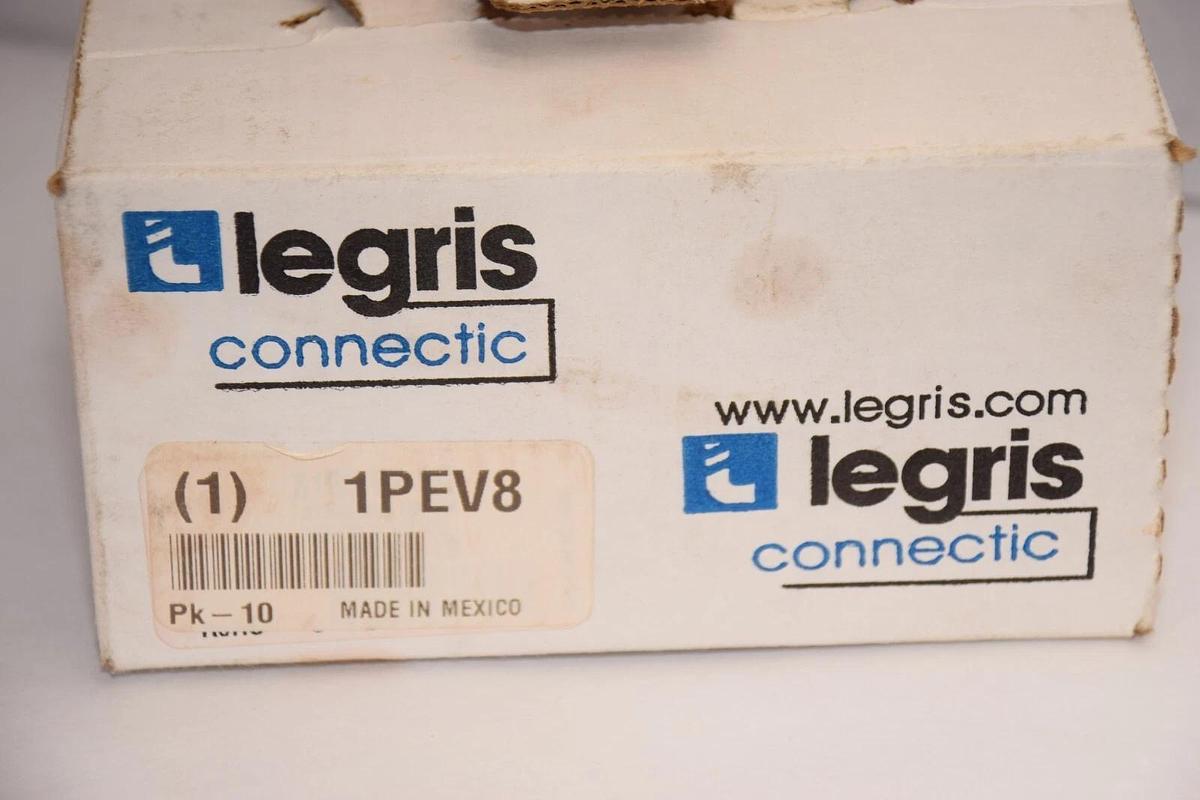 legris
connectic
www.legris.com
legris
connectic
(1) 1PEV8
Pk-10 MADE IN MEXICO